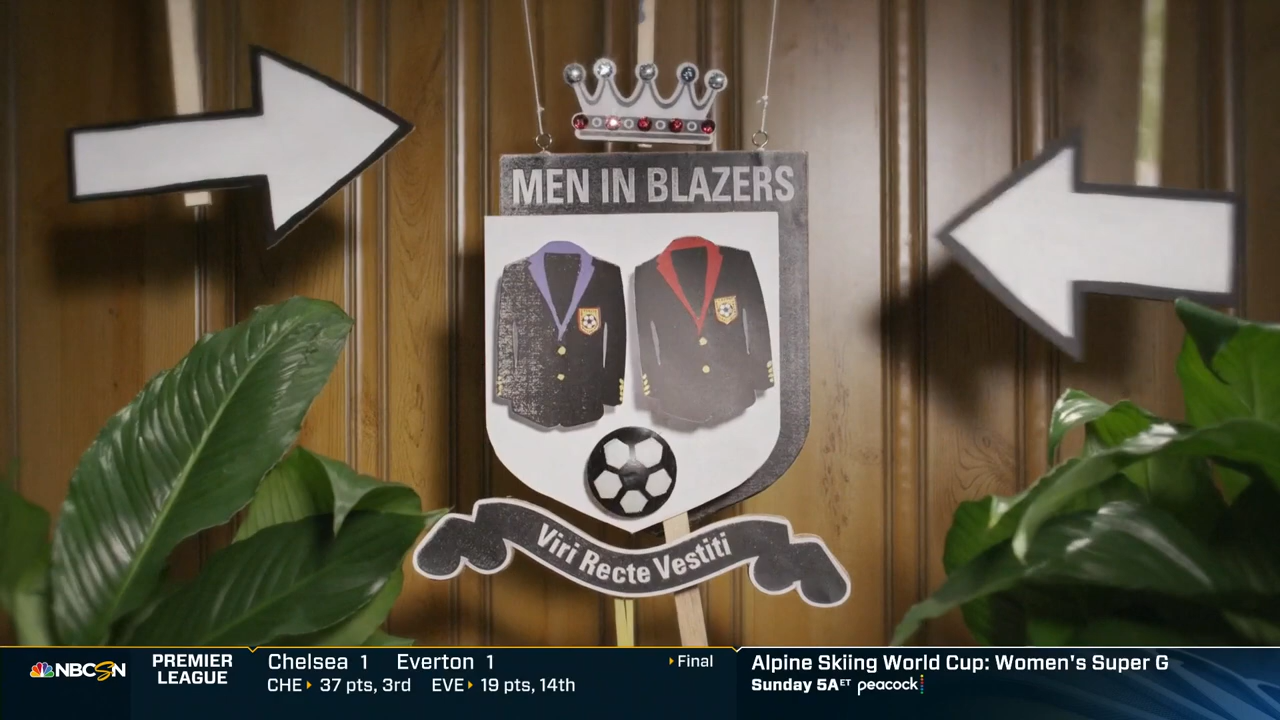 MEN IN BLAZERS
Viri Recte Vestiti
NBCSN
PREMIER
LEAGUE
Chelsea 1 Everton 1
CHE 37 pts, 3rd EVE 19 pts, 14th
Final
Alpine Skiing World Cup: Women's Super G
Sunday 5A ET peacock